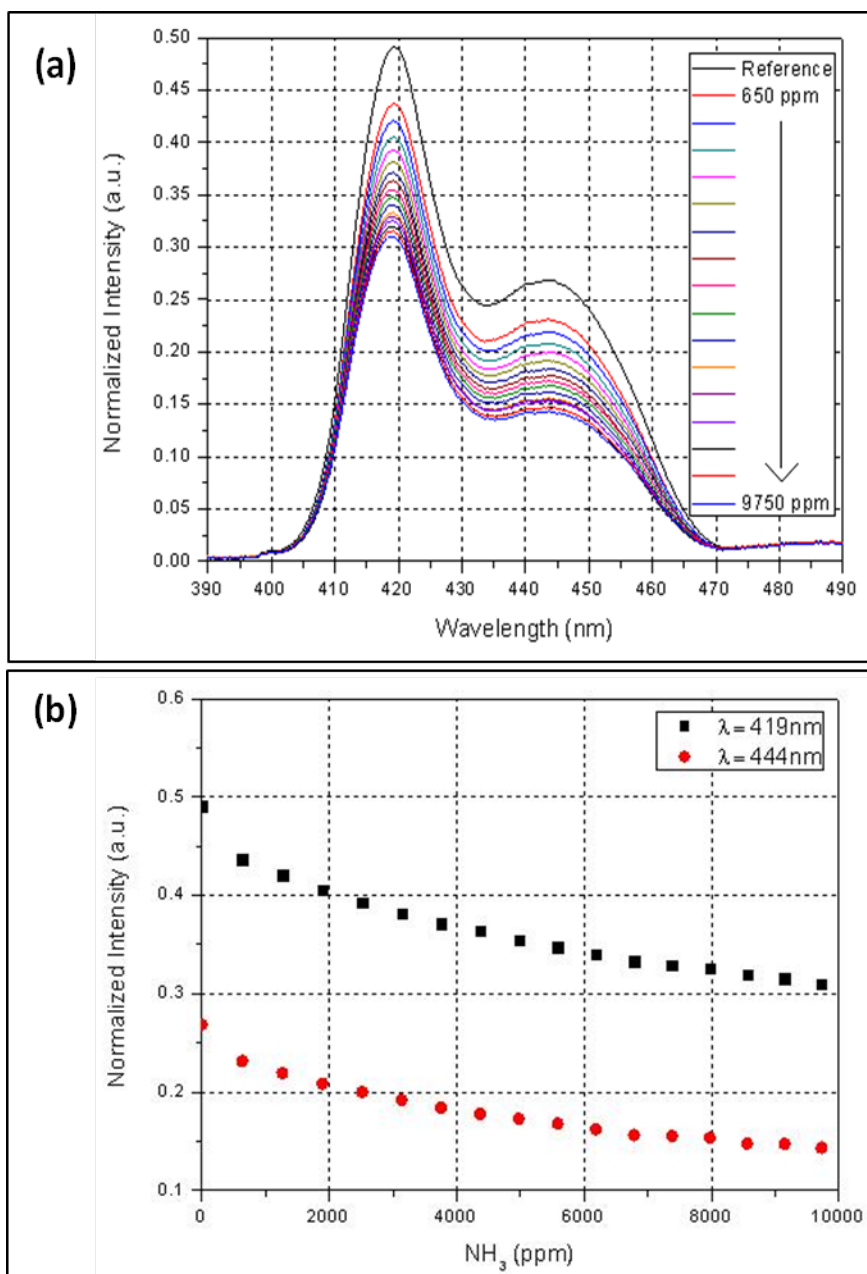 (a)
Normalized Intensity (a.u.)
0.50
0.45
0.40
0.35
0.30
0.25
0.20
0.15
0.10
0.05
0.00
Reference
650 ppm
9750 ppm
390 400 410 420 430 440 450 460 470 480 490
Wavelength (nm)
(b)
Normalized Intensity (a.u.)
0.6
0.5
0.4
0.3
0.2
0.1
λ = 419nm
λ = 444nm
0 2000 4000 6000 8000 10000
NH₃ (ppm)